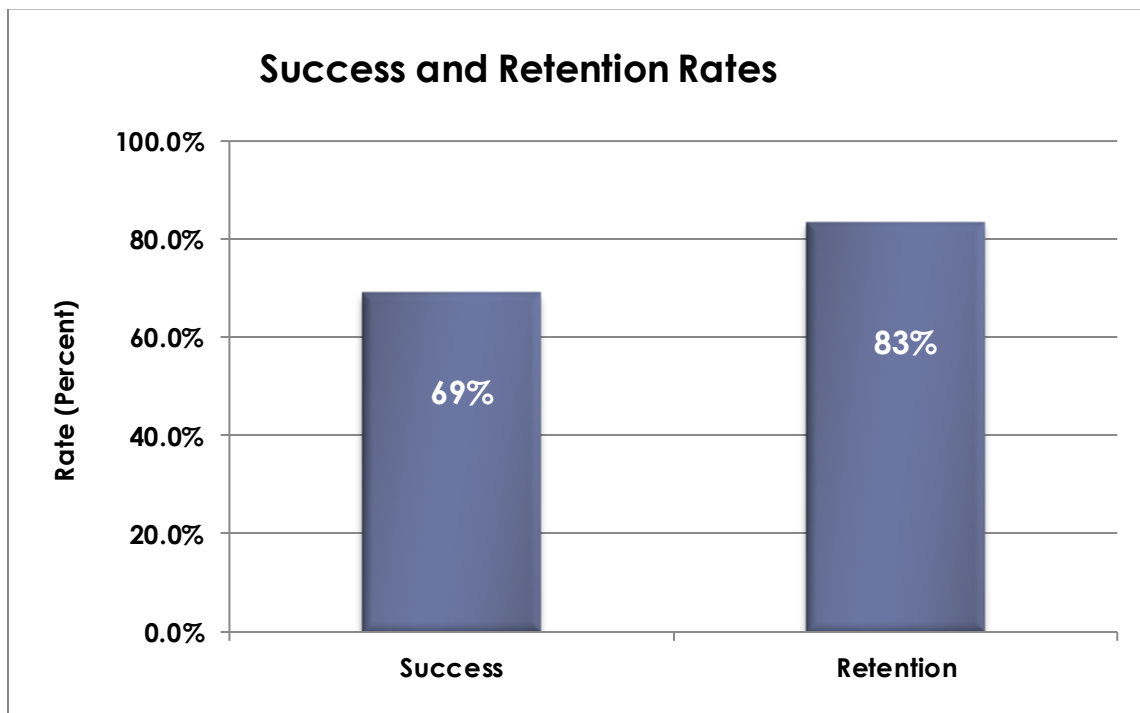 Success and Retention Rates
100.0%
80.0%
60.0%
40.0%
20.0%
0.0%
Rate (Percent)
69%
83%
Success
Retention